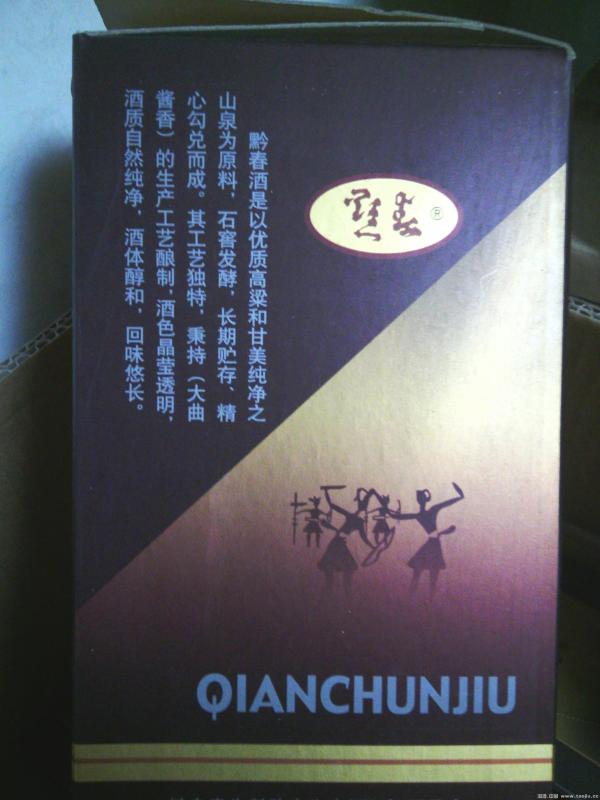 黔春酒是以优质高粱和甘美纯净之
山泉为原料，石窖发酵，长期贮存、精
心勾兑而成。其工艺独特，秉持（大曲
酱香）的生产工艺酿制，酒色晶莹透明，
酒质自然纯净，酒体醇和，回味悠长。
黔春®
QIANCHUNJIU